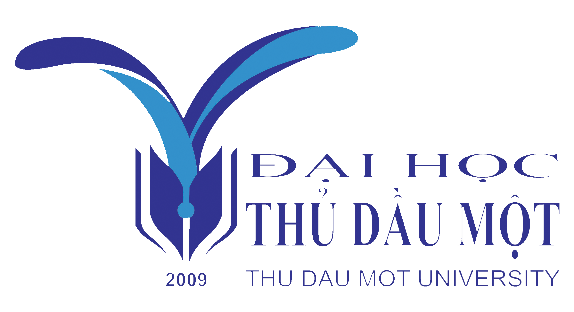 ĐẠI HỌC
THỦ DẦU MỘT
2009
THU DAU MOT UNIVERSITY